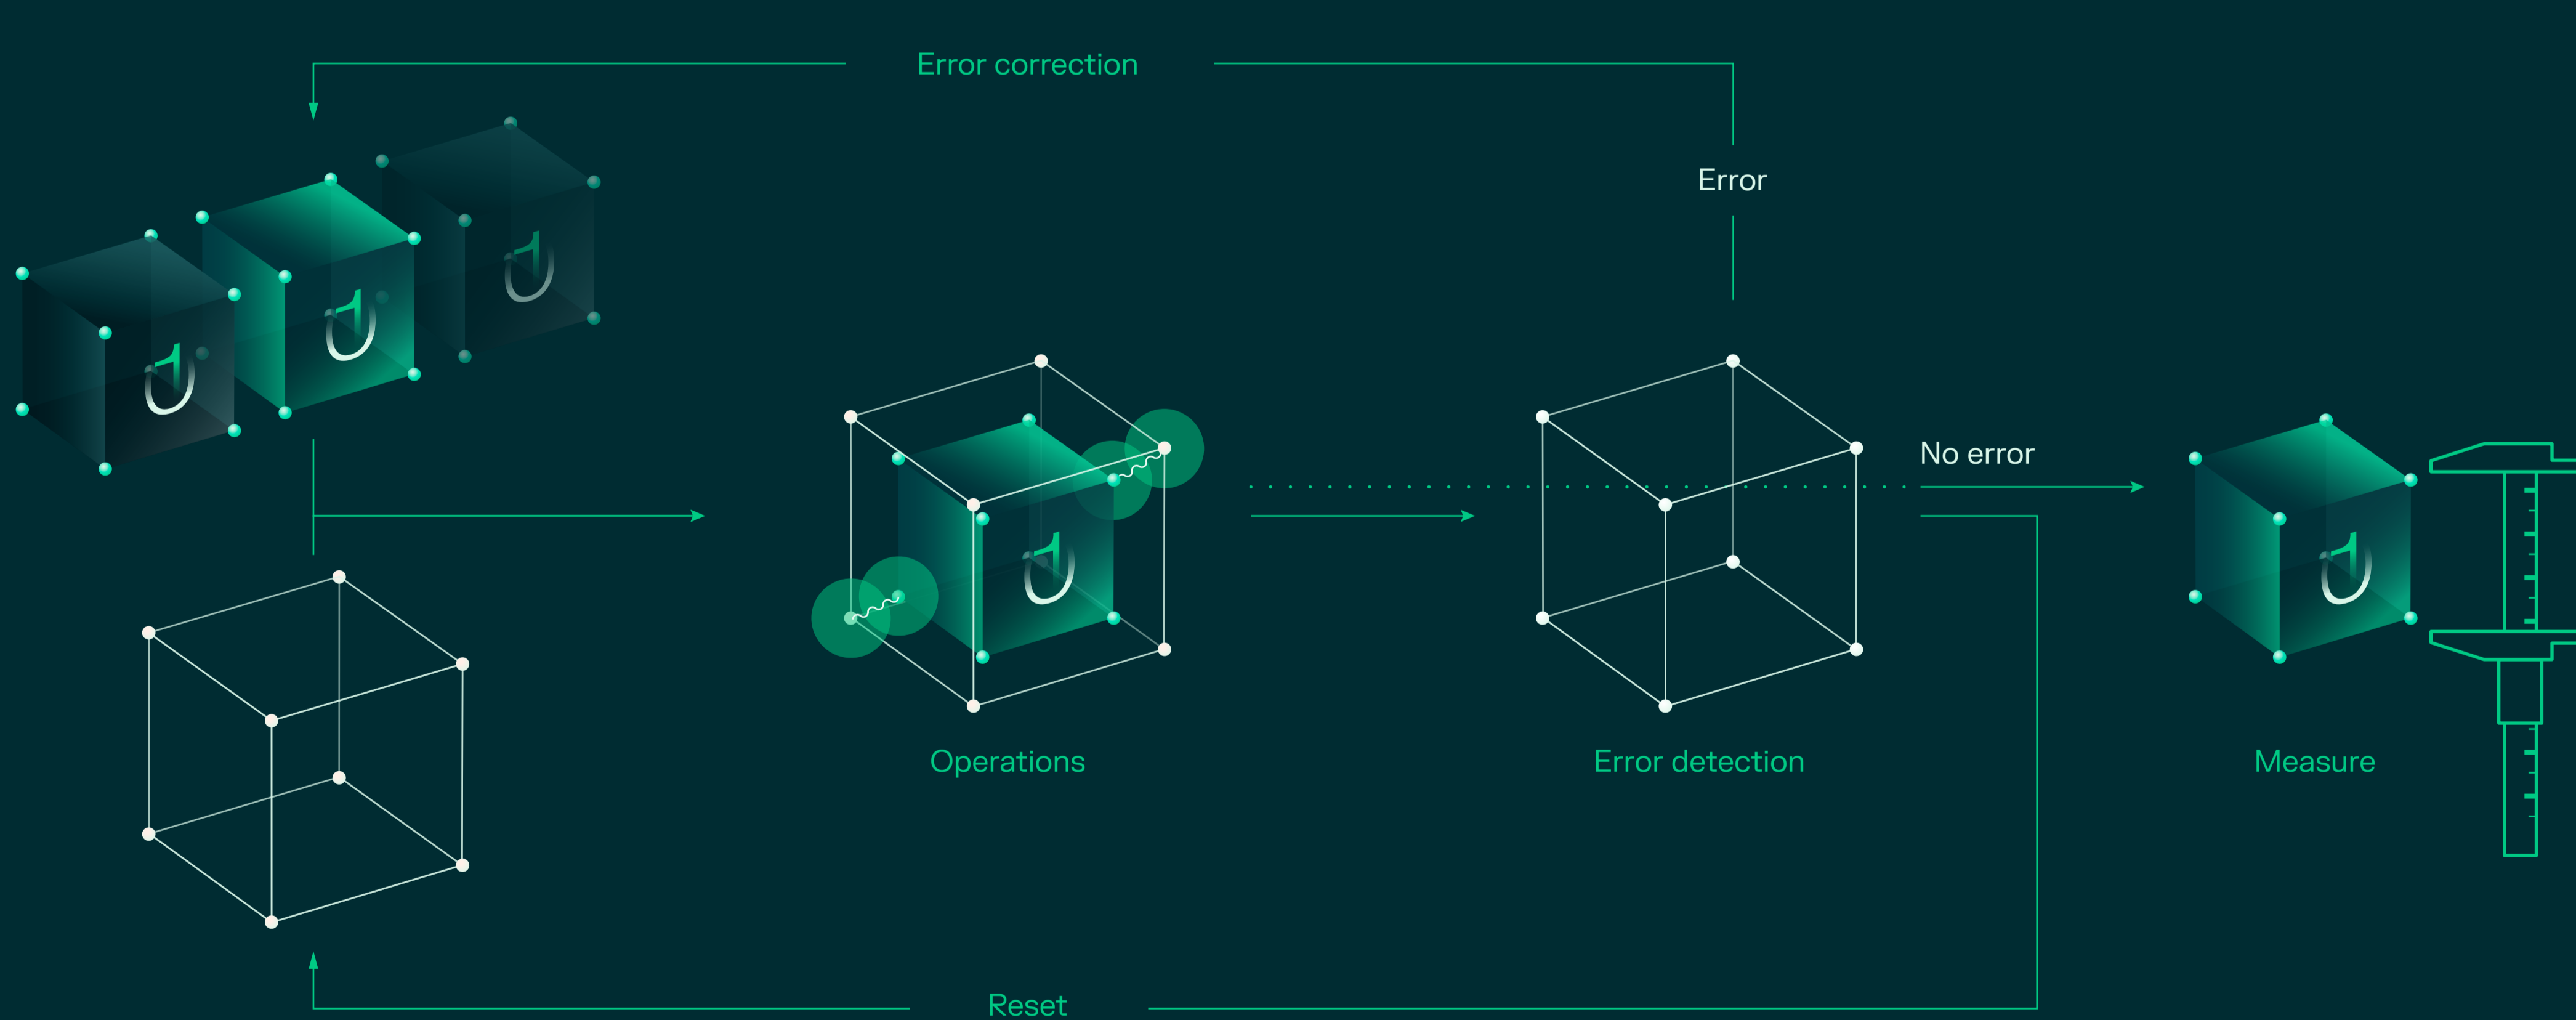 Error correction
Error
No error
Operations
Error detection
Measure
Reset